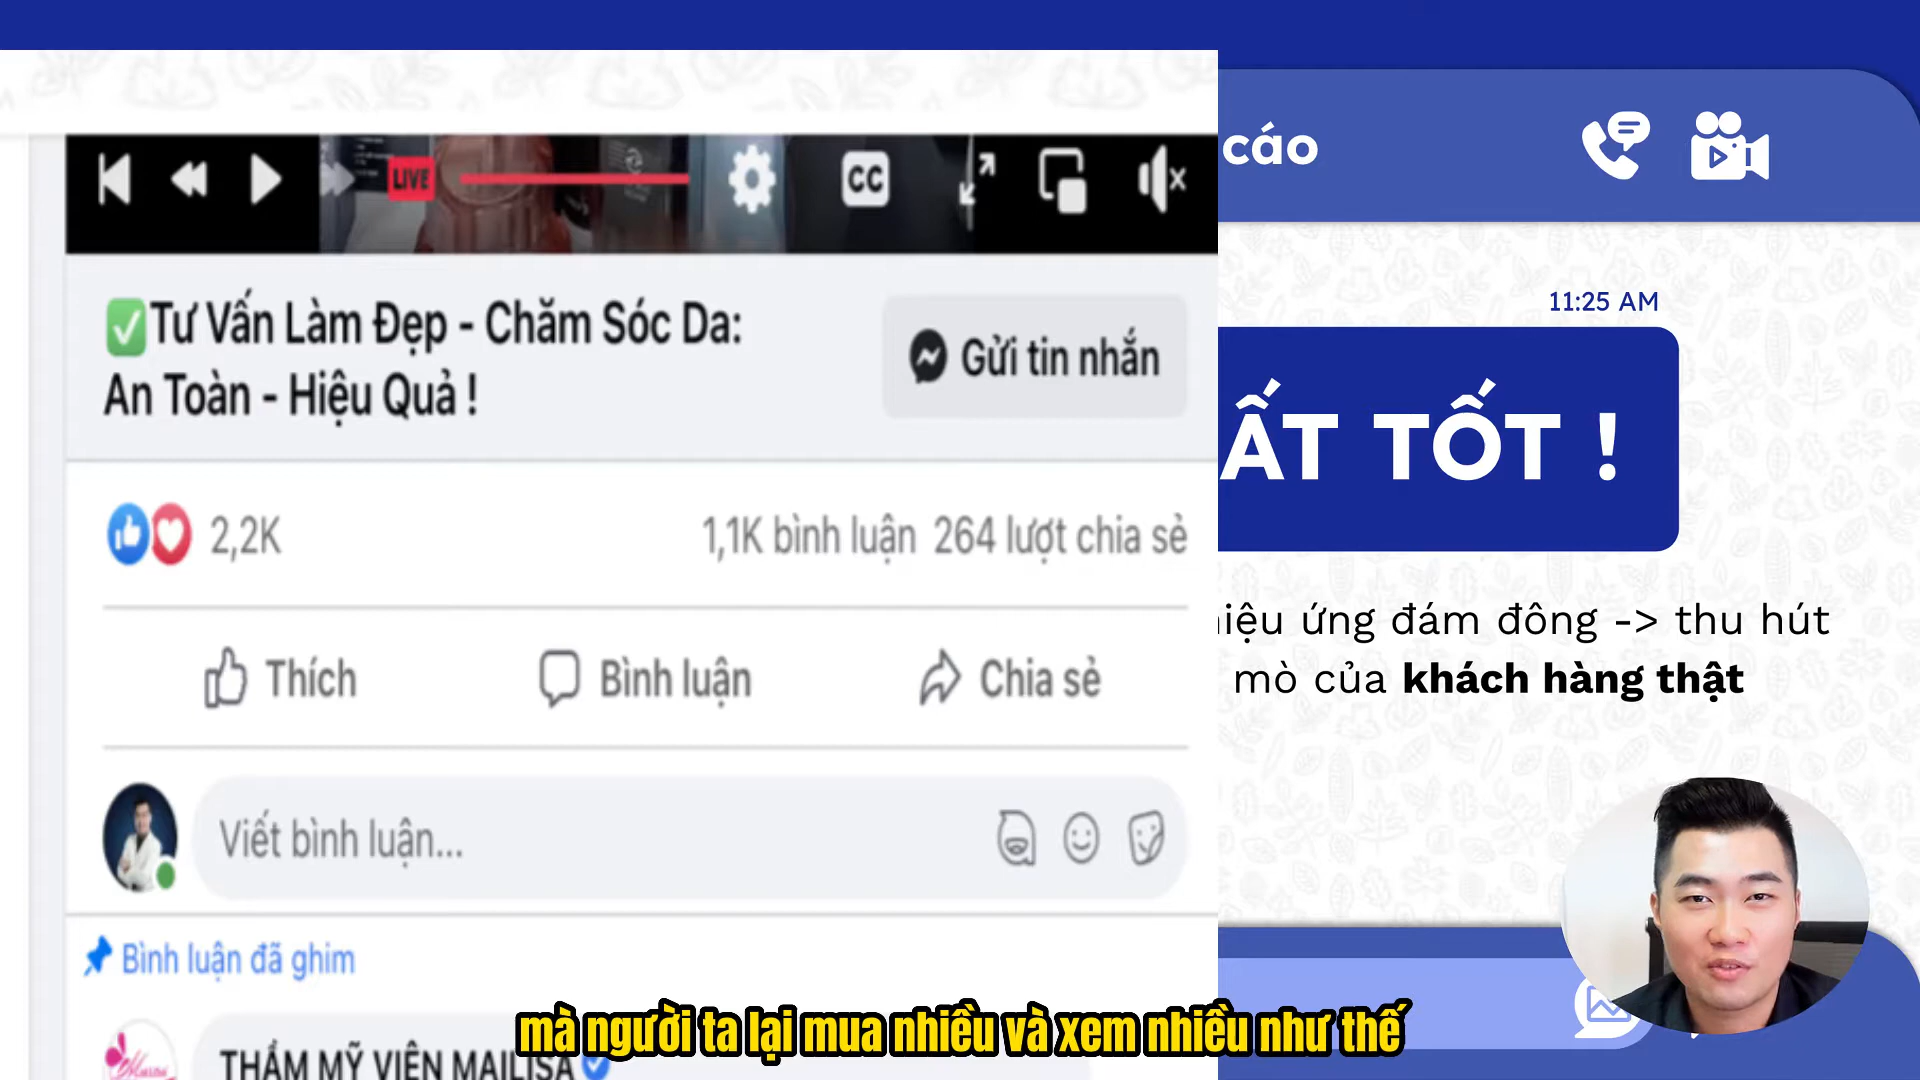 cáo
LIVE
CC
✅Tư Vấn Làm Đẹp - Chăm Sóc Da:
An Toàn - Hiệu Quả !
Gửi tin nhắn
2,2K
1,1K bình luận 264 lượt chia sẻ
Thích
Bình luận
Chia sẻ
Viết bình luận...
Bình luận đã ghim
THẨM MỸ VIỆN MAILISA
11:25 AM
ẤT TỐT !
hiệu ứng đám đông -> thu hút
mò của khách hàng thật
mà người ta lại mua nhiều và xem nhiều như thế